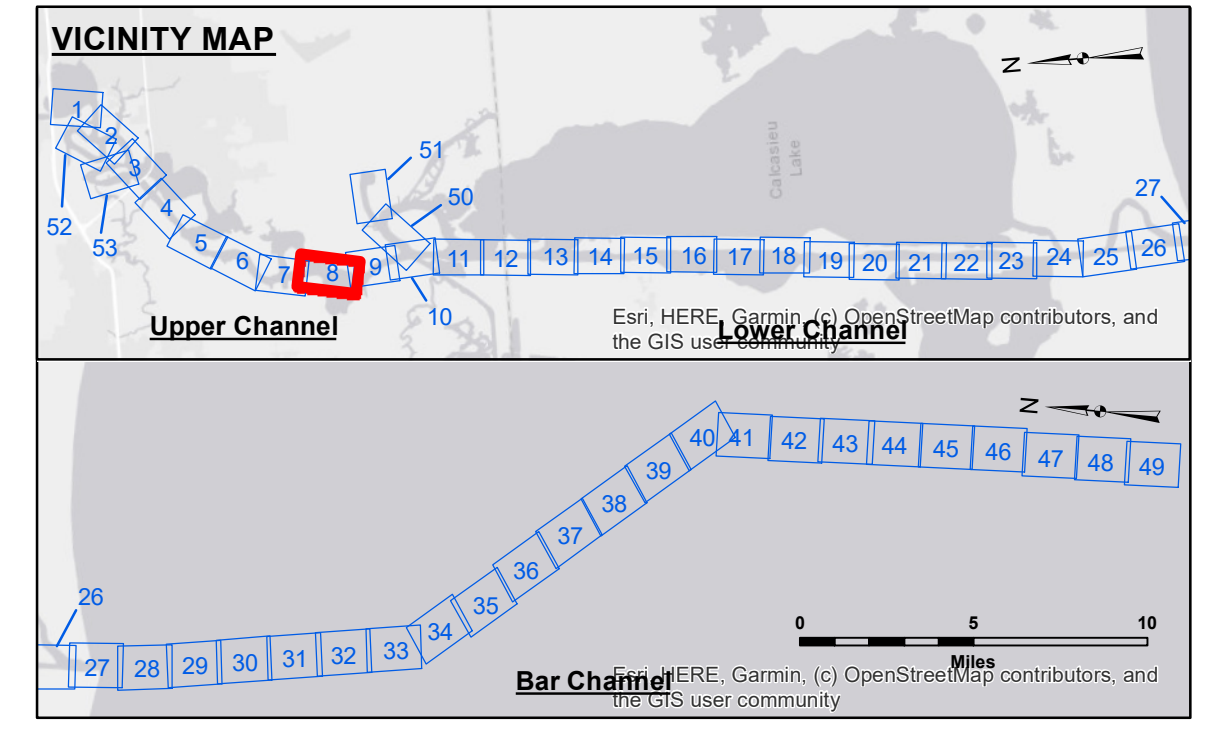 VICINITY MAP
N
1
2
3
4
5
6
7
8
9
10
52
53
51
50
11 12 13 14 15 16 17 18 19 20 21 22 23 24 25 26
27
Calcasieu
Lake
Upper Channel
Lower Channel
Esri, HERE, Garmin, (c) OpenStreetMap contributors, and
the GIS user community
N
26
27 28 29 30 31 32 33 34 35 36 37 38 39 40 41 42 43 44 45 46 47 48 49
0 5 10
Miles
Bar Channel
Esri, HERE, Garmin, (c) OpenStreetMap contributors, and
the GIS user community